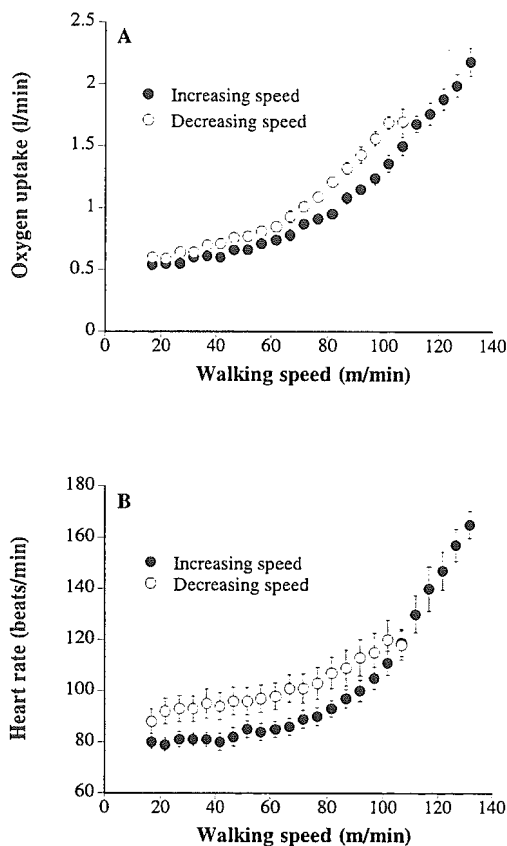 A
Increasing speed
Decreasing speed
Oxygen uptake (l/min)
2.5
2
1.5
1
0.5
0
0 20 40 60 80 100 120 140
Walking speed (m/min)
B
Increasing speed
Decreasing speed
Heart rate (beats/min)
180
160
140
120
100
80
60
0 20 40 60 80 100 120 140
Walking speed (m/min)